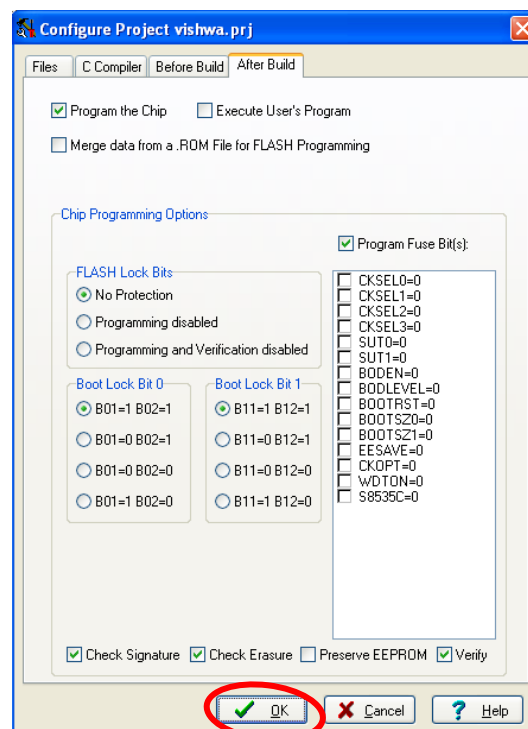 Configure Project vishwa.prj
Files C Compiler Before Build After Build
Program the Chip Execute User's Program
Merge data from a .ROM File for FLASH Programming
Chip Programming Options
Program Fuse Bit(s):
FLASH Lock Bits
No Protection
Programming disabled
Programming and Verification disabled
Boot Lock Bit 0
B01=1 B02=1
B01=0 B02=1
B01=0 B02=0
B01=1 B02=0
Boot Lock Bit 1
B11=1 B12=1
B11=0 B12=1
B11=0 B12=0
B11=1 B12=0
CKSEL0=0
CKSEL1=0
CKSEL2=0
CKSEL3=0
SUT0=0
SUT1=0
BODEN=0
BODLEVEL=0
BOOTRST=0
BOOTSZ0=0
BOOTSZ1=0
EESAVE=0
CKOPT=0
WDTON=0
S8535C=0
Check Signature Check Erasure Preserve EEPROM Verify
OK Cancel ? Help